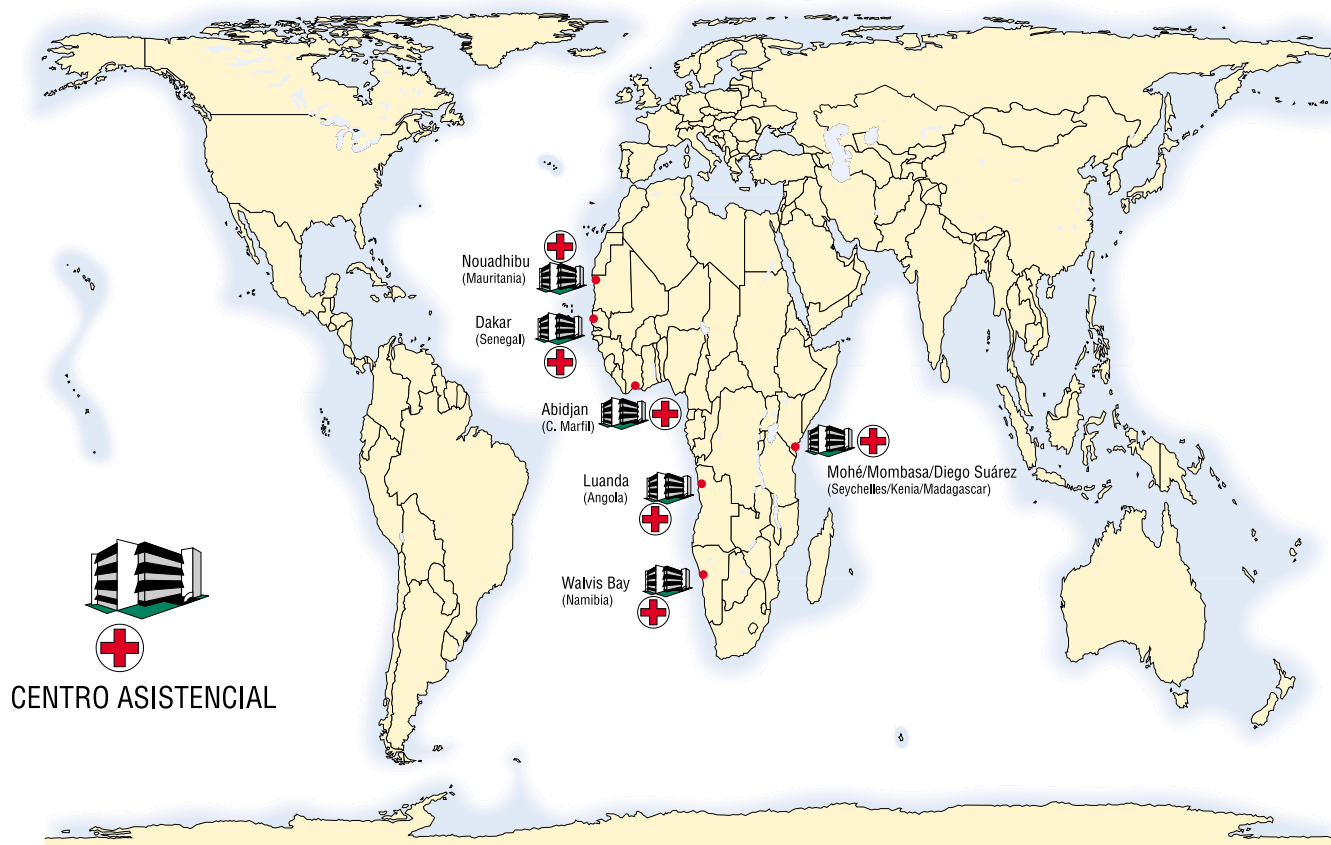 Nouadhibu
(Mauritania)
Dakar
(Senegal)
Abidjan
(C. Marfil)
Mohé/Mombasa/Diego Suárez
(Seychelles/Kenia/Madagascar)
Luanda
(Angola)
Walvis Bay
(Namibia)
CENTRO ASISTENCIAL